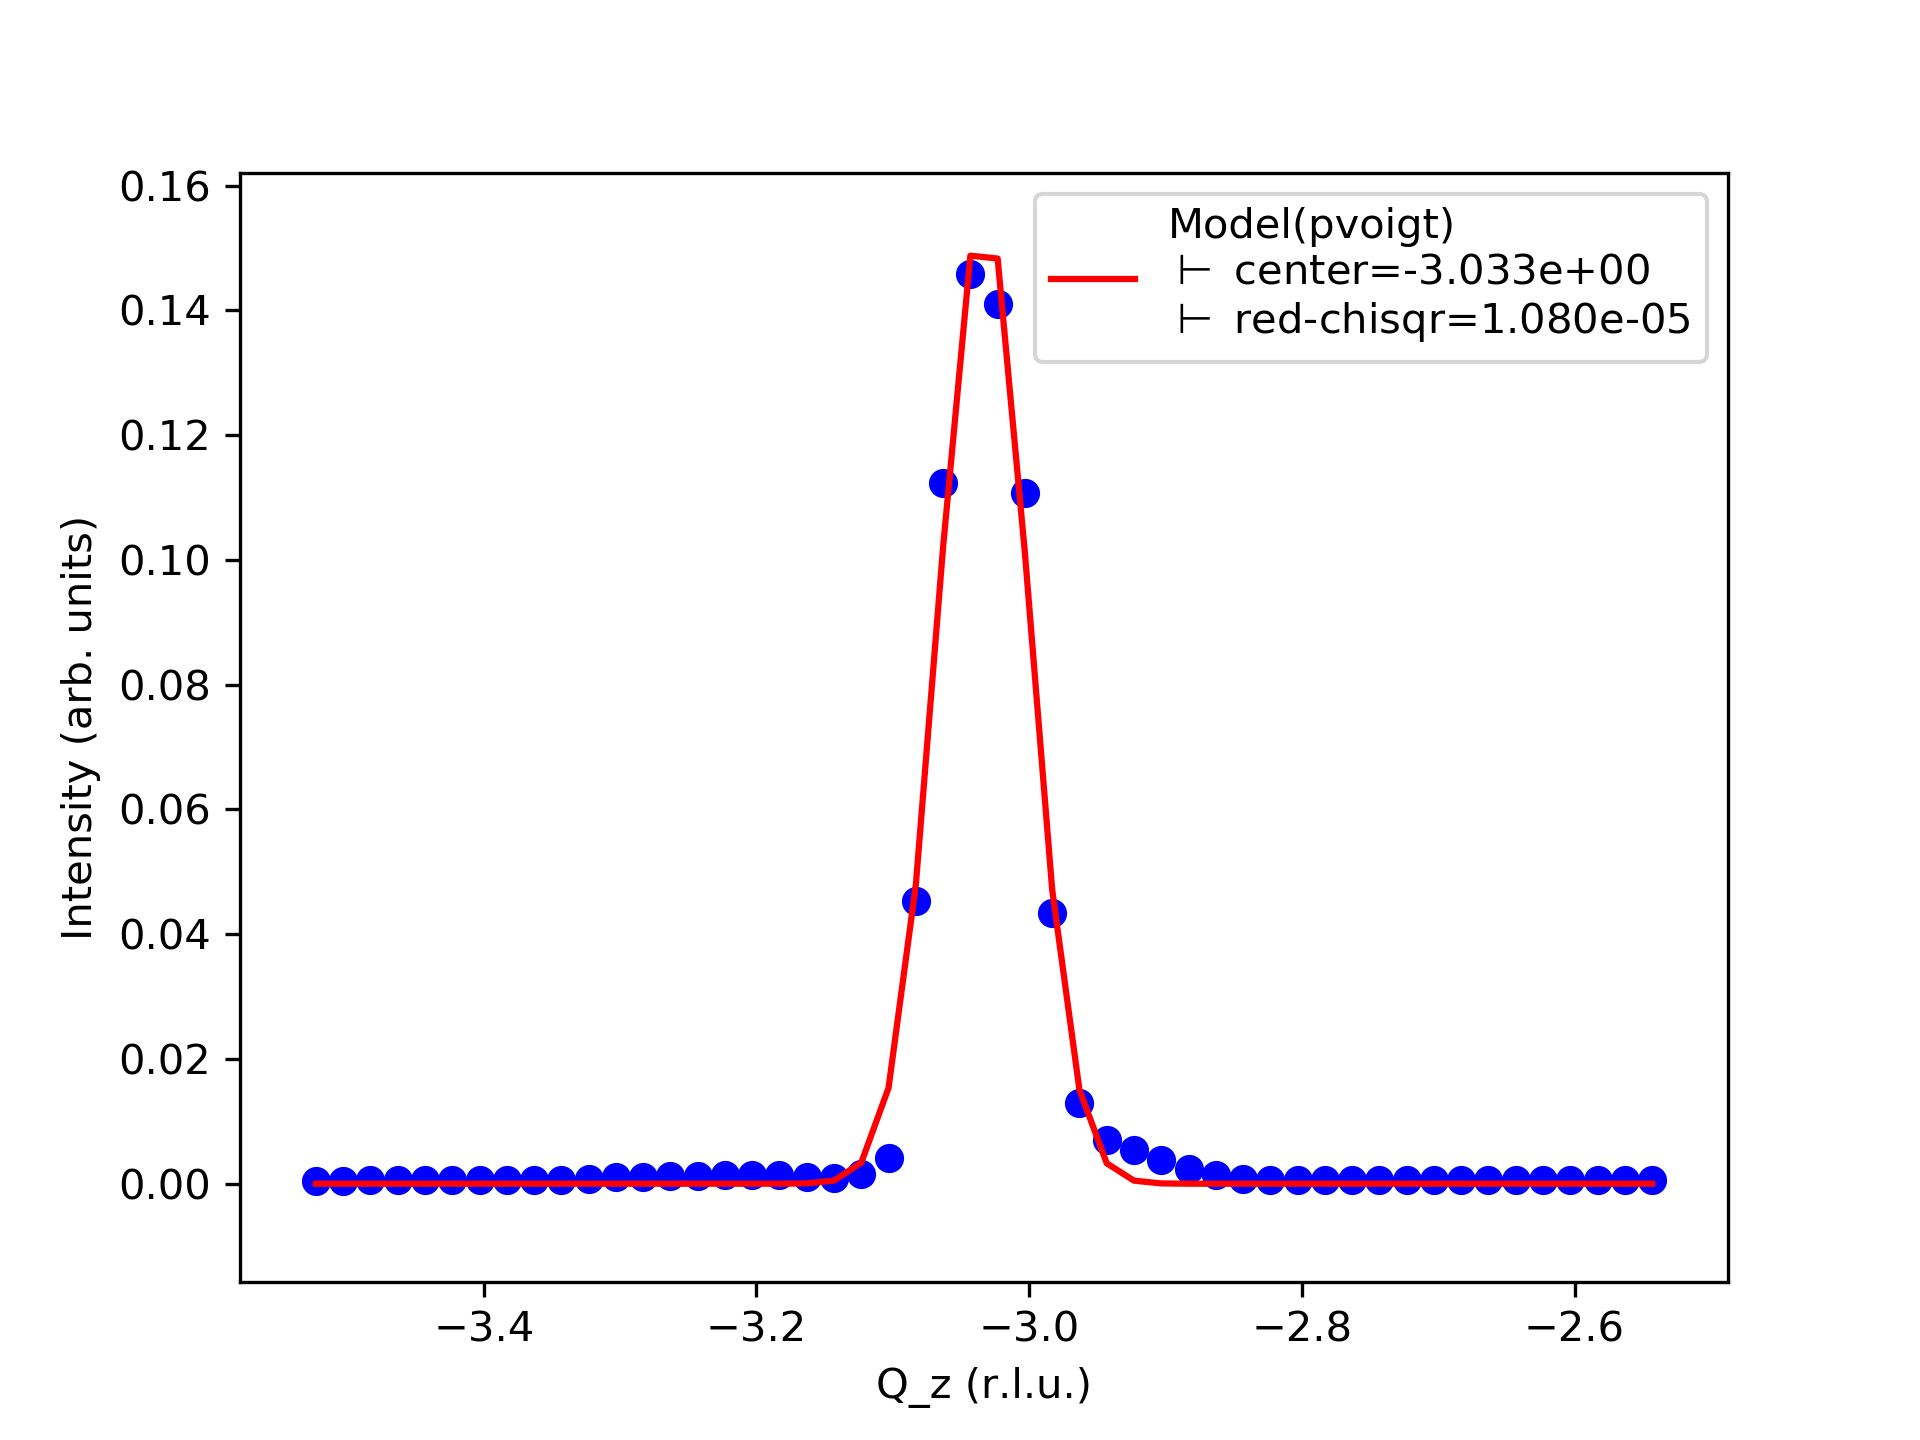 0.16
0.14
0.12
0.10
0.08
0.06
0.04
0.02
0.00
Intensity (arb. units)
Model(pvoigt)
⊢ center=-3.033e+00
⊢ red-chisqr=1.080e-05
−3.4 −3.2 −3.0 −2.8 −2.6
Q_z (r.l.u.)